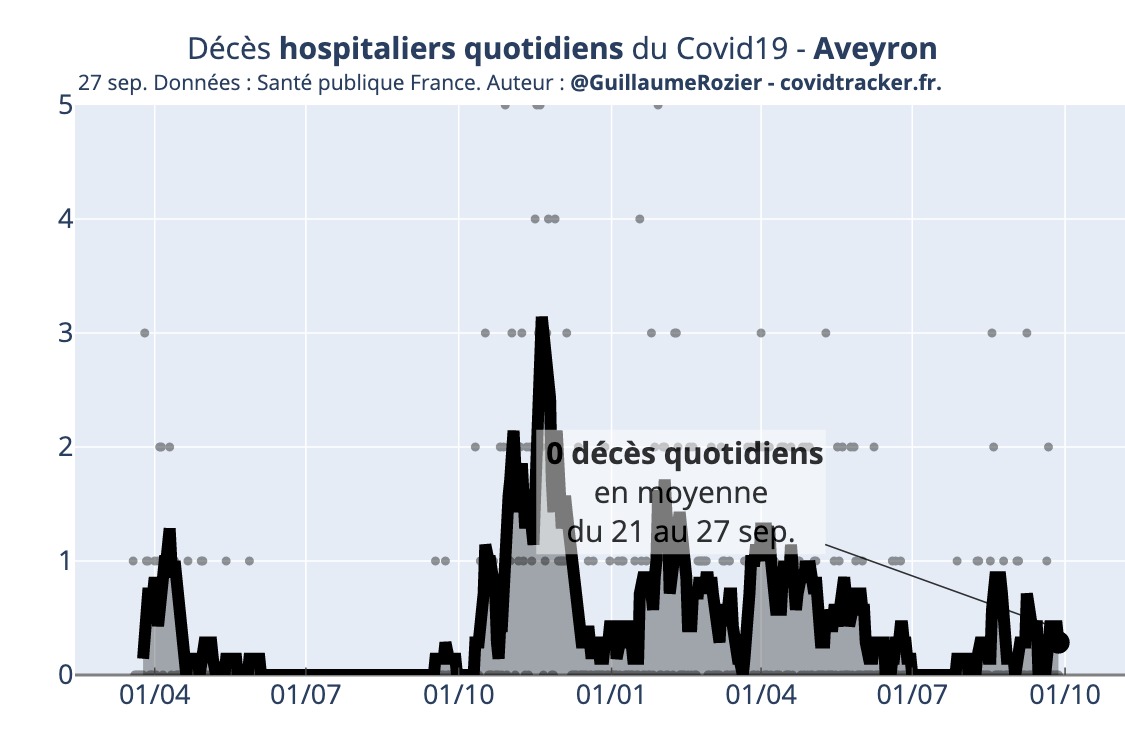 Décès hospitaliers quotidiens du Covid19 - Aveyron
27 sep. Données : Santé publique France. Auteur : @GuillaumeRozier - covidtracker.fr.
5
4
3
2
0 décès quotidiens
en moyenne
du 21 au 27 sep.
1
0
01/04 01/07 01/10 01/01 01/04 01/07 01/10